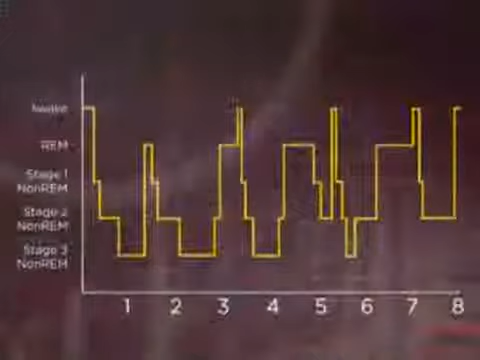 Awake
REM
Stage 1
NonREM
Stage 2
NonREM
Stage 3
NonREM
1 2 3 4 5 6 7 8